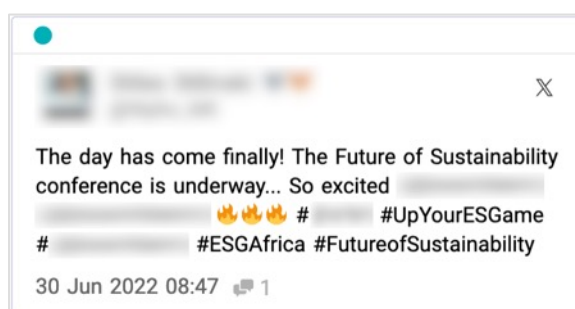 The day has come finally! The Future of Sustainability
conference is underway... So excited
🔥🔥🔥 # #UpYourESGame
# #ESGAfrica #FutureofSustainability
30 Jun 2022 08:47 1